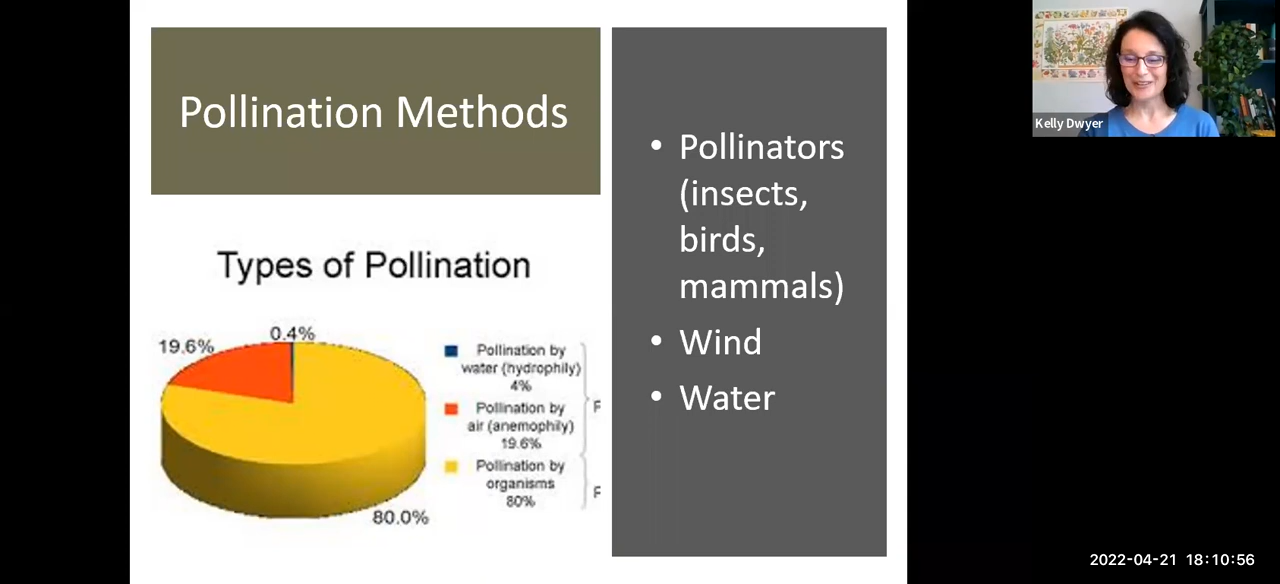 Pollination Methods
Types of Pollination
0.4%
19.6%
80.0%
Pollination by
water (hydrophily)
4%
Pollination by
air (anemophily)
19.6%
Pollination by
organisms
80%
F
F
• Pollinators
(insects,
birds,
mammals)
• Wind
• Water
Kelly Dwyer
2022-04-21 18:10:56